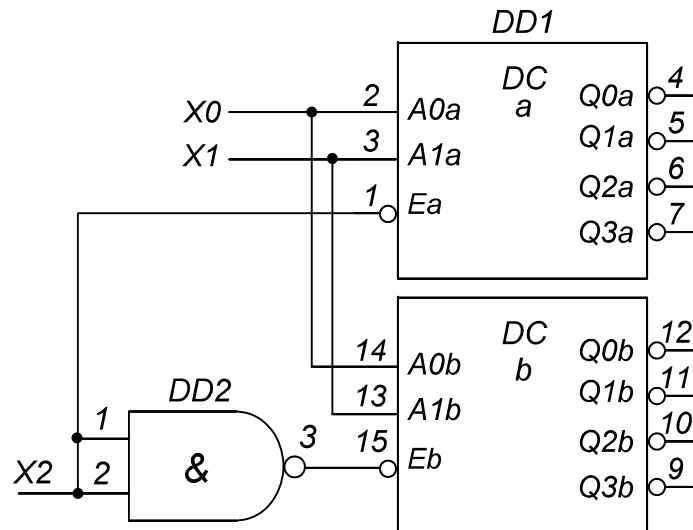 DD1
X0 2 A0a DC a Q0a 4
X1 3 A1a Q1a 5
1 Ea Q2a 6
Q3a 7
14 A0b DC b Q0b 12
DD2 13 A1b Q1b 11
1 3 15 Eb Q2b 10
X2 2 & Q3b 9